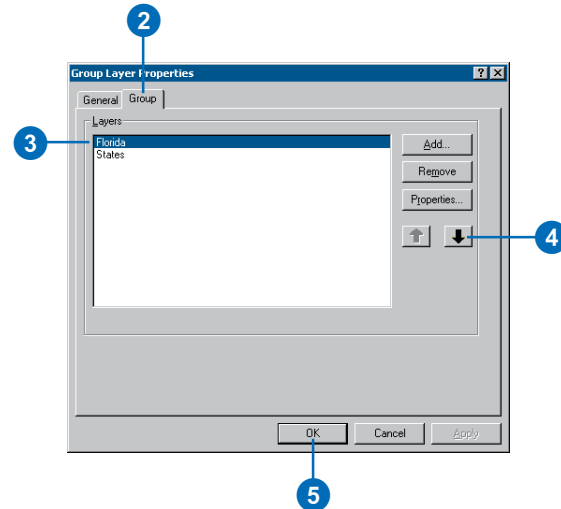 2
Group Layer Properties
General Group
Layers
3
Florida
States
Add...
Remove
Properties...
4
OK Cancel Apply
5